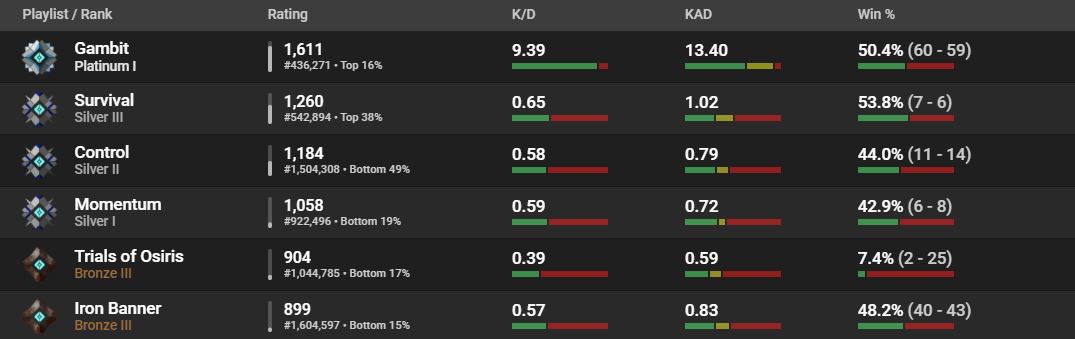 Playlist / Rank Rating K/D KAD Win %
Gambit 1,611 9.39 13.40 50.4% (60 - 59)
Platinum I #436,271 • Top 16%
Survival 1,260 0.65 1.02 53.8% (7 - 6)
Silver III #542,894 • Top 38%
Control 1,184 0.58 0.79 44.0% (11 - 14)
Silver II #1,504,308 • Bottom 49%
Momentum 1,058 0.59 0.72 42.9% (6 - 8)
Silver I #922,496 • Bottom 19%
Trials of Osiris 904 0.39 0.59 7.4% (2 - 25)
Bronze III #1,044,785 • Bottom 17%
Iron Banner 899 0.57 0.83 48.2% (40 - 43)
Bronze III #1,604,597 • Bottom 15%